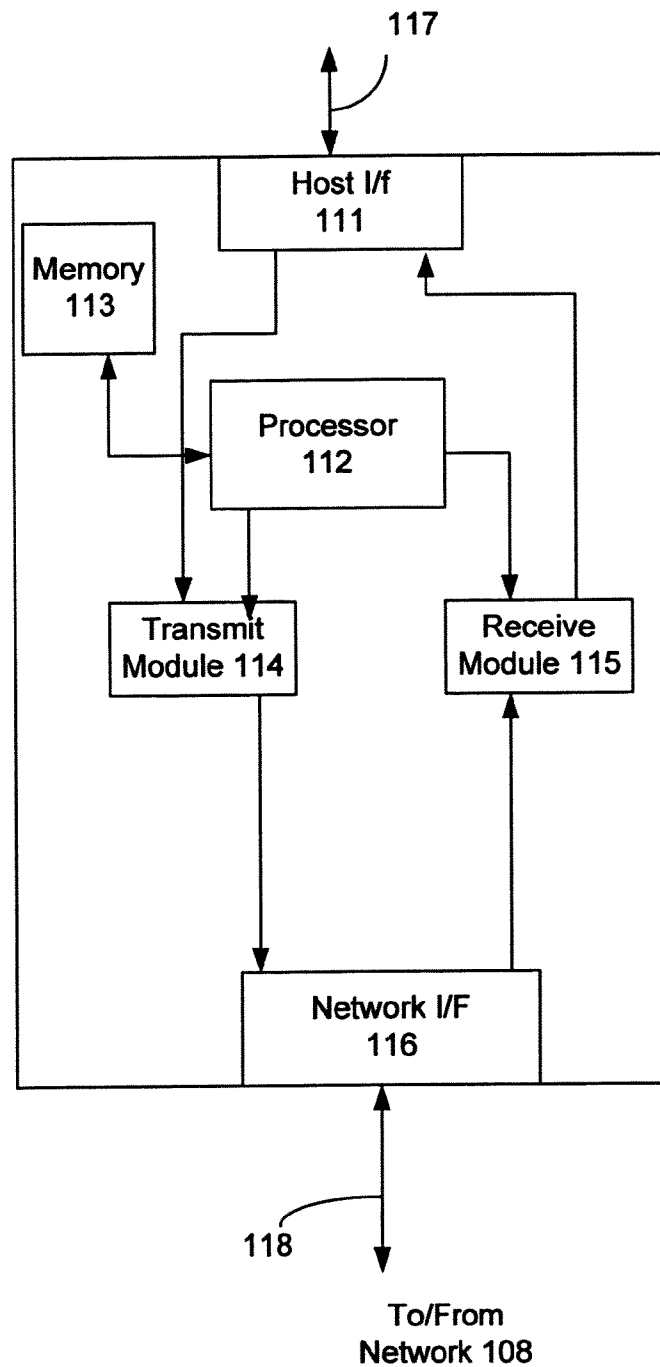 117
Host I/f
111
Memory
113
Processor
112
Transmit
Module 114
Receive
Module 115
Network I/F
116
118
To/From
Network 108